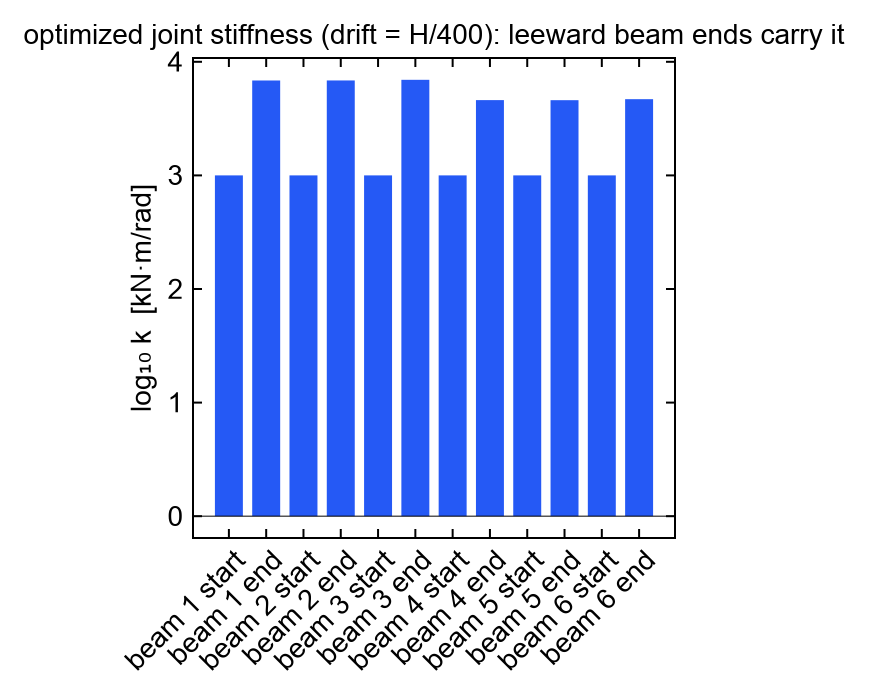 optimized joint stiffness (drift = H/400): leeward beam ends carry it
4
3
2
1
0
log₁₀ k [kN·m/rad]
beam 1 start
beam 1 end
beam 2 start
beam 2 end
beam 3 start
beam 3 end
beam 4 start
beam 4 end
beam 5 start
beam 5 end
beam 6 start
beam 6 end